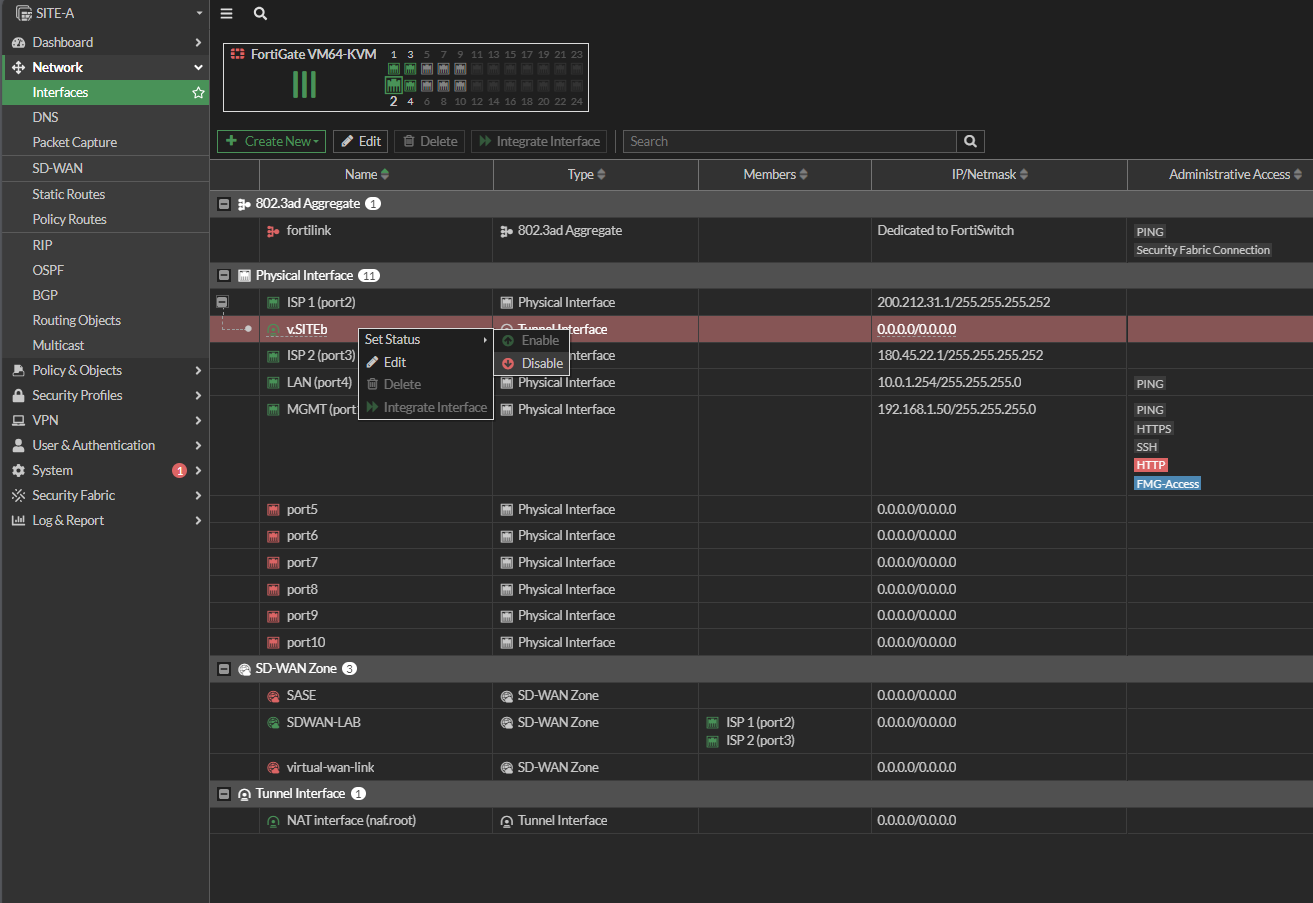 SITE-A
Dashboard
Network
Interfaces
DNS
Packet Capture
SD-WAN
Static Routes
Policy Routes
RIP
OSPF
BGP
Routing Objects
Multicast
Policy & Objects
Security Profiles
VPN
User & Authentication
System 1
Security Fabric
Log & Report
FortiGate VM64-KVM
1 3 5 7 9 11 13 15 17 19 21 23
2 4 6 8 10 12 14 16 18 20 22 24
Create New Edit Delete Integrate Interface Search
Name Type Members IP/Netmask Administrative Access
802.3ad Aggregate 1
fortilink 802.3ad Aggregate Dedicated to FortiSwitch PING
Security Fabric Connection
Physical Interface 11
ISP 1 (port2) Physical Interface 200.212.31.1/255.255.255.252
v.SITEb Tunnel Interface 0.0.0.0/0.0.0.0
Set Status
Enable
Edit
Disable
Delete
Integrate Interface
ISP 2 (port3) Physical Interface 180.45.22.1/255.255.255.252
LAN (port4) Physical Interface 10.0.1.254/255.255.255.0 PING
MGMT (port Physical Interface 192.168.1.50/255.255.255.0 PING
HTTPS
SSH
HTTP
FMG-Access
port5 Physical Interface 0.0.0.0/0.0.0.0
port6 Physical Interface 0.0.0.0/0.0.0.0
port7 Physical Interface 0.0.0.0/0.0.0.0
port8 Physical Interface 0.0.0.0/0.0.0.0
port9 Physical Interface 0.0.0.0/0.0.0.0
port10 Physical Interface 0.0.0.0/0.0.0.0
SD-WAN Zone 3
SASE SD-WAN Zone 0.0.0.0/0.0.0.0
SDWAN-LAB SD-WAN Zone ISP 1 (port2) 0.0.0.0/0.0.0.0
ISP 2 (port3)
virtual-wan-link SD-WAN Zone 0.0.0.0/0.0.0.0
Tunnel Interface 1
NAT interface (naf.root) Tunnel Interface 0.0.0.0/0.0.0.0